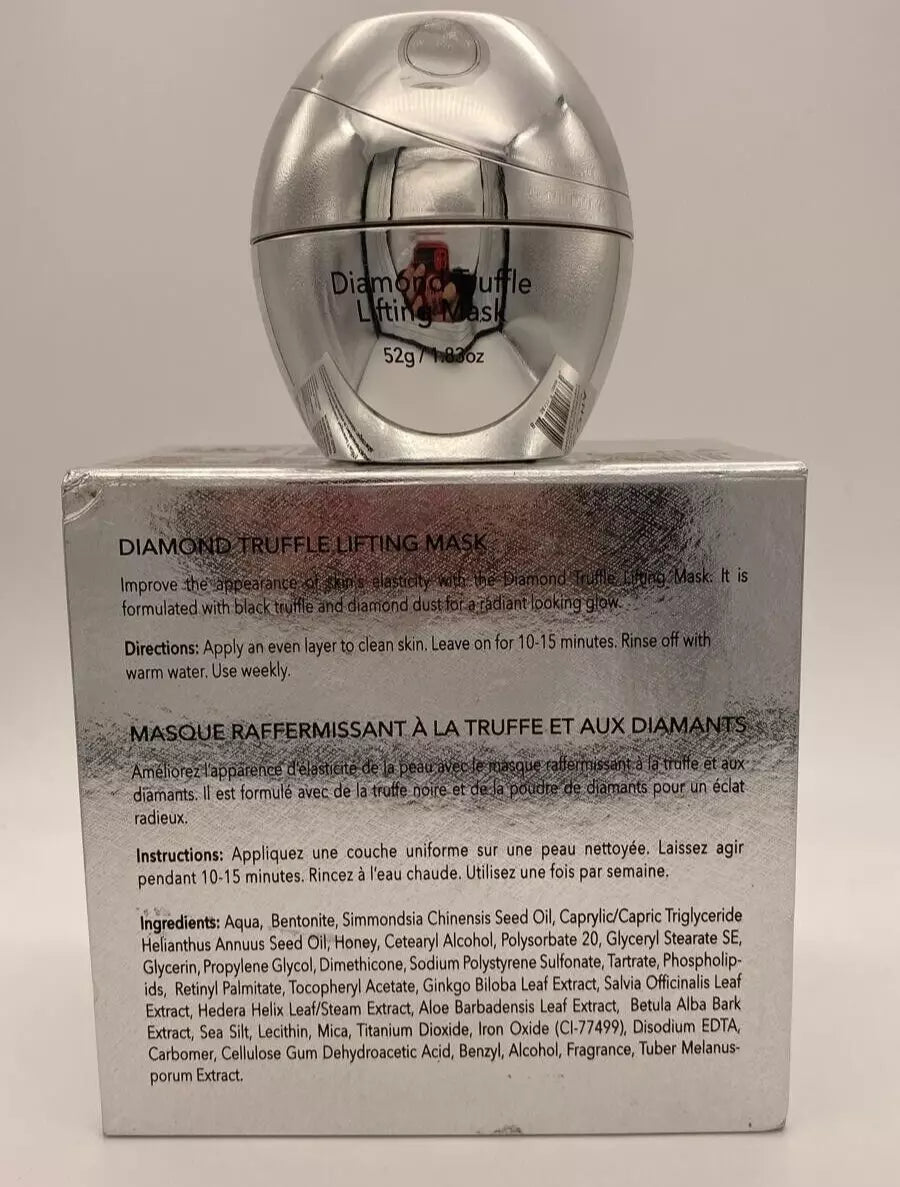 Diamond Truffle
Lifting Mask
52g / 1.83oz
DIAMOND TRUFFLE LIFTING MASK
Improve the appearance of skin's elasticity with the Diamond Truffle Lifting Mask. It is
formulated with black truffle and diamond dust for a radiant looking glow.
Directions: Apply an even layer to clean skin. Leave on for 10-15 minutes. Rinse off with
warm water. Use weekly.
MASQUE RAFFERMISSANT À LA TRUFFE ET AUX DIAMANTS
Améliorez l'apparence d'élasticité de la peau avec le masque raffermissant à la truffe et aux
diamants. Il est formulé avec de la truffe noire et de la poudre de diamants pour un éclat
radieux.
Instructions: Appliquez une couche uniforme sur une peau nettoyée. Laissez agir
pendant 10-15 minutes. Rincez à l'eau chaude. Utilisez une fois par semaine.
Ingredients: Aqua, Bentonite, Simmondsia Chinensis Seed Oil, Caprylic/Capric Triglyceride
Helianthus Annuus Seed Oil, Honey, Cetearyl Alcohol, Polysorbate 20, Glyceryl Stearate SE,
Glycerin, Propylene Glycol, Dimethicone, Sodium Polystyrene Sulfonate, Tartrate, Phospholip-
ids, Retinyl Palmitate, Tocopheryl Acetate, Ginkgo Biloba Leaf Extract, Salvia Officinalis Leaf
Extract, Hedera Helix Leaf/Steam Extract, Aloe Barbadensis Leaf Extract, Betula Alba Bark
Extract, Sea Silt, Lecithin, Mica, Titanium Dioxide, Iron Oxide (CI-77499), Disodium EDTA,
Carbomer, Cellulose Gum Dehydroacetic Acid, Benzyl, Alcohol, Fragrance, Tuber Melanus-
porum Extract.